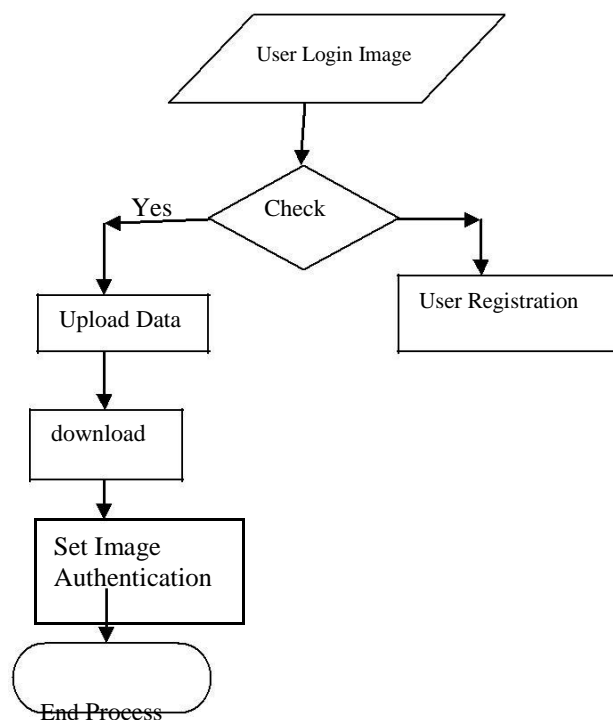 User Login Image
Check
Yes
Upload Data
User Registration
download
Set Image
Authentication
End Process